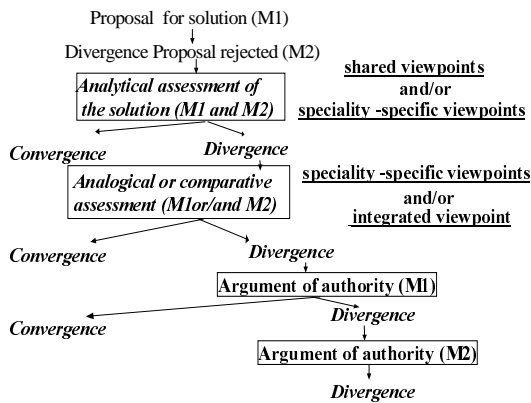 Proposal for solution (M1)
Divergence Proposal rejected (M2)
Analytical assessment of
the solution (M1 and M2)
shared viewpoints
and/or
speciality -specific viewpoints
Convergence
Divergence
Analogical or comparative
assessment (M1or/and M2)
speciality -specific viewpoints
and/or
integrated viewpoint
Convergence
Divergence
Argument of authority (M1)
Convergence
Divergence
Argument of authority (M2)
Divergence